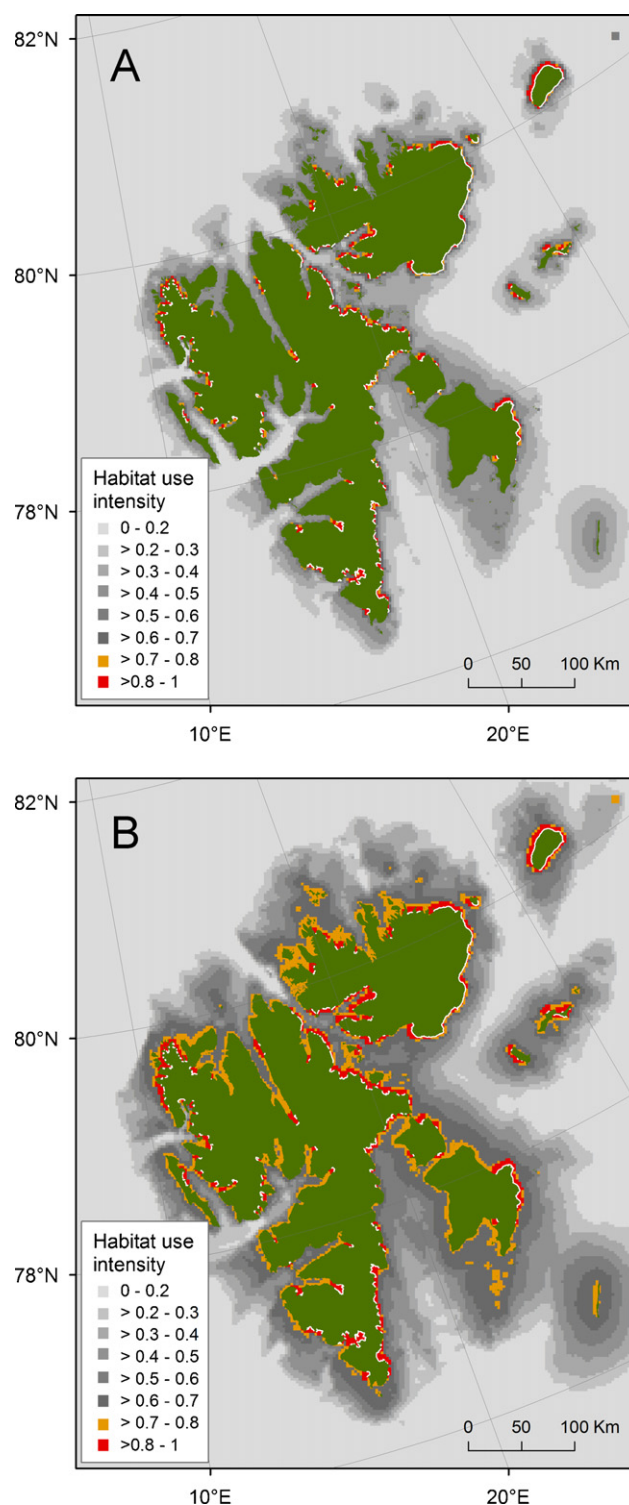 82°N
A
80°N
78°N
Habitat use
intensity
0 - 0.2
> 0.2 - 0.3
> 0.3 - 0.4
> 0.4 - 0.5
> 0.5 - 0.6
> 0.6 - 0.7
> 0.7 - 0.8
>0.8 - 1
0 50 100 Km
10°E 20°E
82°N
B
80°N
78°N
Habitat use
intensity
0 - 0.2
> 0.2 - 0.3
> 0.3 - 0.4
> 0.4 - 0.5
> 0.5 - 0.6
> 0.6 - 0.7
> 0.7 - 0.8
>0.8 - 1
0 50 100 Km
10°E 20°E